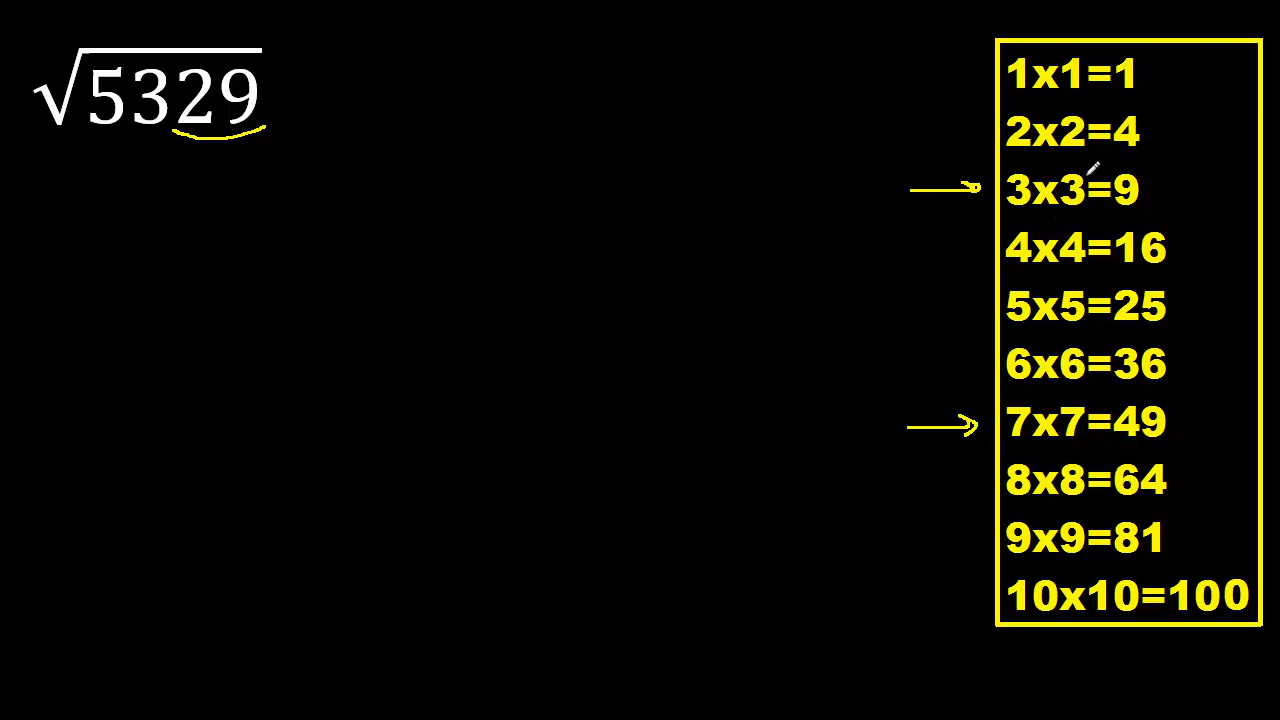 √5329
1x1=1
2x2=4
3x3=9
4x4=16
5x5=25
6x6=36
7x7=49
8x8=64
9x9=81
10x10=100